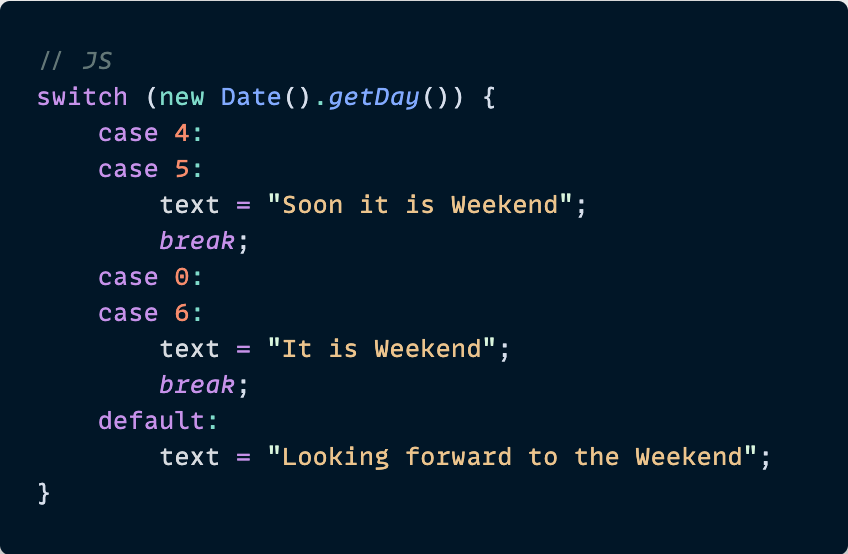 // JS
switch (new Date().getDay()) {
    case 4:
    case 5:
        text = "Soon it is Weekend";
        break;
    case 0:
    case 6:
        text = "It is Weekend";
        break;
    default:
        text = "Looking forward to the Weekend";
}